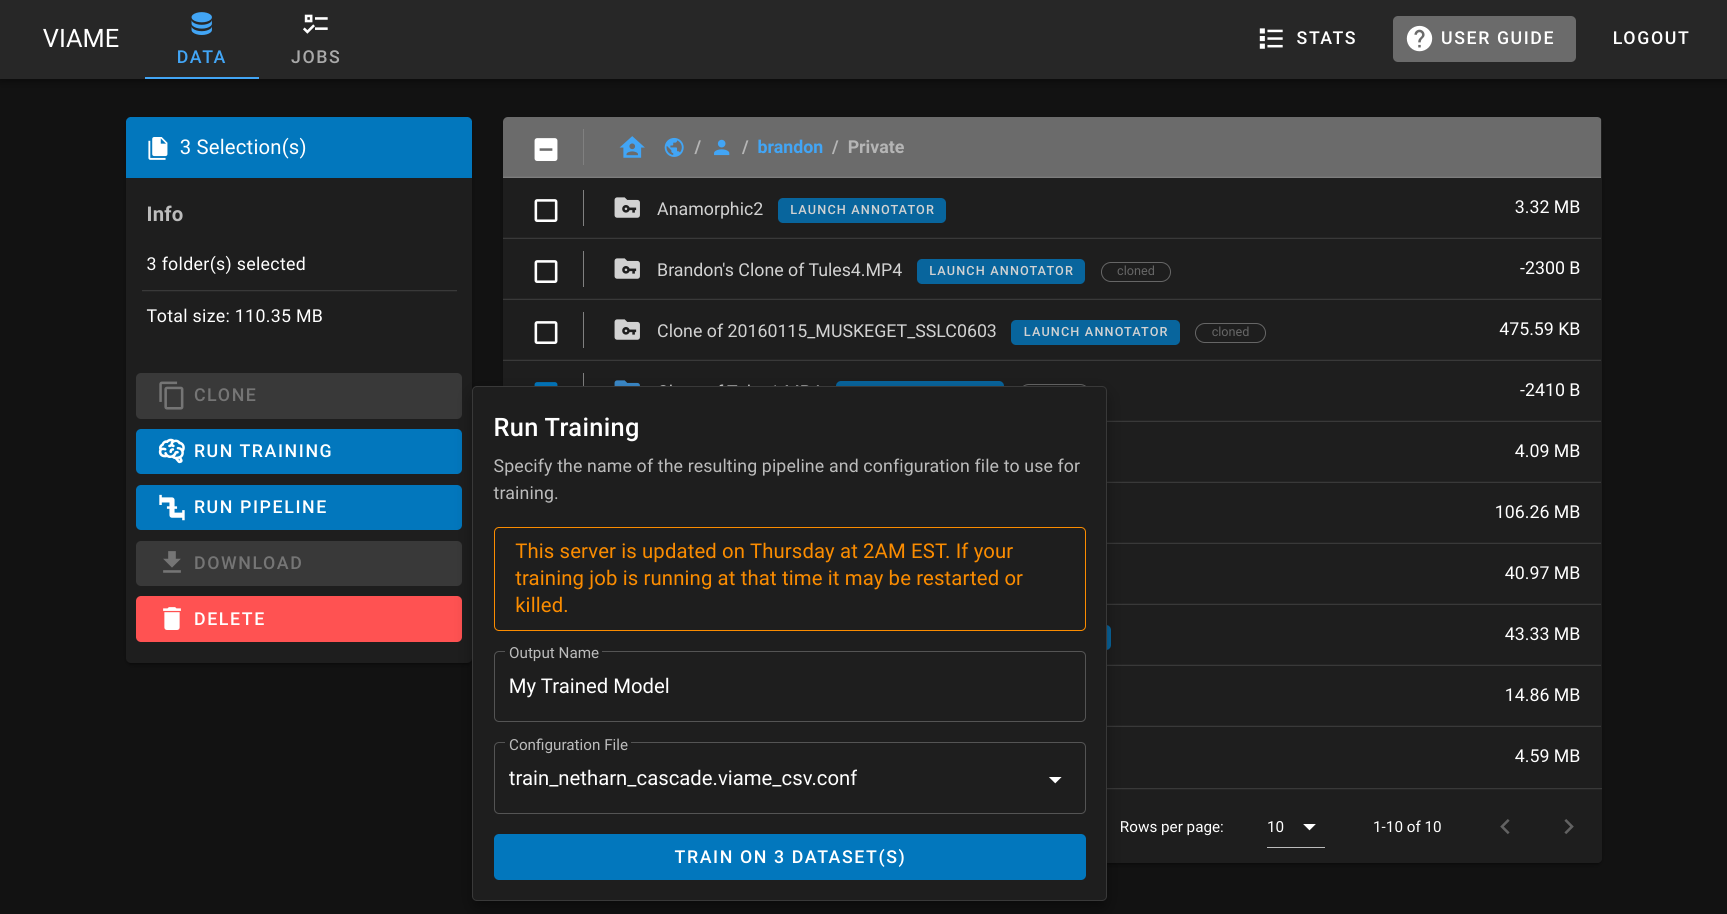 VIAME
DATA
JOBS
STATS
USER GUIDE
LOGOUT
3 Selection(s)
Info
3 folder(s) selected
Total size: 110.35 MB
CLONE
RUN TRAINING
RUN PIPELINE
DOWNLOAD
DELETE
/ / brandon / Private
Anamorphic2 LAUNCH ANNOTATOR 3.32 MB
Brandon's Clone of Tules4.MP4 LAUNCH ANNOTATOR cloned -2300 B
Clone of 20160115_MUSKEGET_SSLC0603 LAUNCH ANNOTATOR cloned 475.59 KB
-2410 B
4.09 MB
106.26 MB
40.97 MB
43.33 MB
14.86 MB
4.59 MB
Rows per page: 10 1-10 of 10
Run Training
Specify the name of the resulting pipeline and configuration file to use for
training.
This server is updated on Thursday at 2AM EST. If your
training job is running at that time it may be restarted or
killed.
Output Name
My Trained Model
Configuration File
train_netharn_cascade.viame_csv.conf
TRAIN ON 3 DATASET(S)